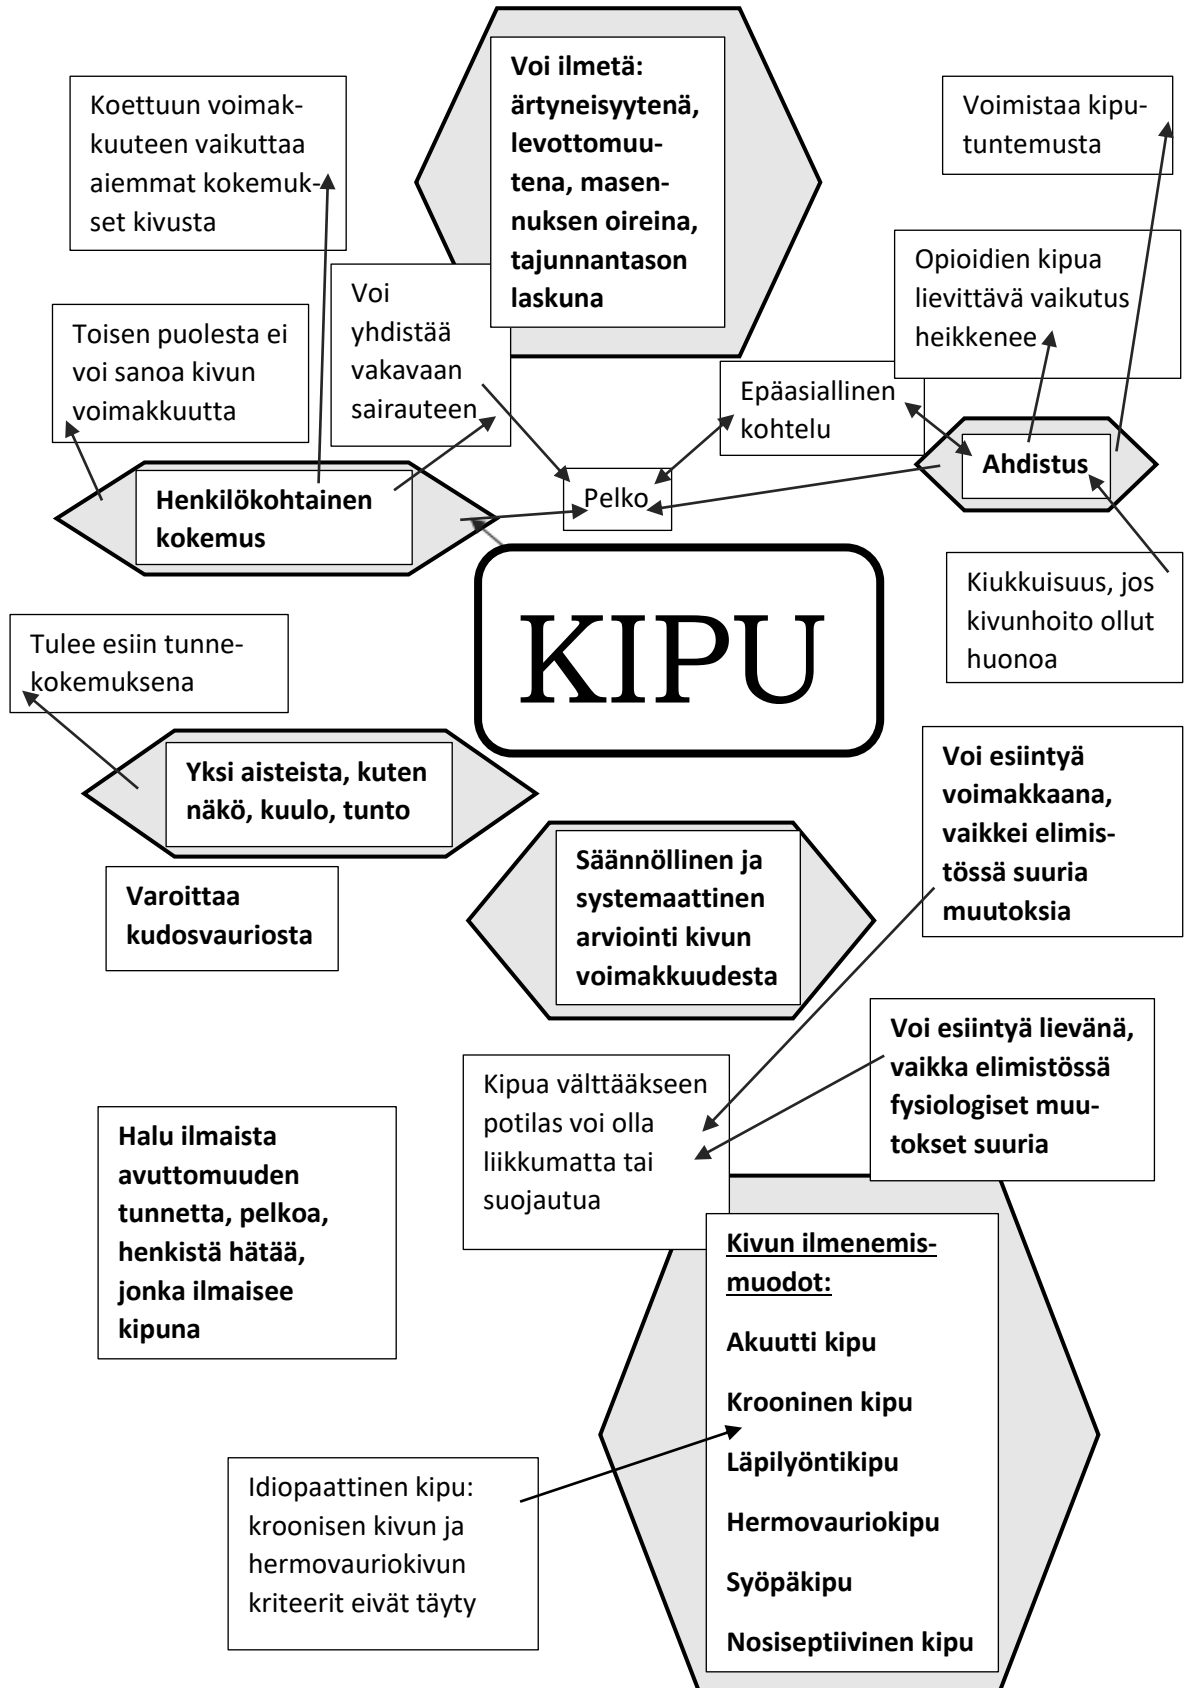 Voi ilmetä:
ärtyneisyytenä,
levottomuu-
tena, masen-
nuksen oireina,
tajunnantason
laskuna
Koettuun voimak-
kuuteen vaikuttaa
aiemmat kokemuk-
set kivusta
Voimistaa kipu-
tuntemusta
Opioidien kipua
lievittävä vaikutus
heikkenee
Voi
yhdistää
vakavaan
sairauteen
Toisen puolesta ei
voi sanoa kivun
voimakkuutta
Epäasiallinen
kohtelu
Ahdistus
Henkilökohtainen
kokemus
Pelko
KIPU
Kiukkuisuus, jos
kivunhoito ollut
huonoa
Tulee esiin tunne-
kokemuksena
Yksi aisteista, kuten
näkö, kuulo, tunto
Voi esiintyä
voimakkaana,
vaikkei elimis-
tössä suuria
muutoksia
Varoittaa
kudosvauriosta
Säännöllinen ja
systemaattinen
arviointi kivun
voimakkuudesta
Voi esiintyä lievänä,
vaikka elimistössä
fysiologiset muu-
tokset suuria
Kipua välttääkseen
potilas voi olla
liikkumatta tai
suojautua
Halu ilmaista
avuttomuuden
tunnetta, pelkoa,
henkistä hätää,
jonka ilmaisee
kipuna
Kivun ilmenemis-
muodot:
Akuutti kipu
Krooninen kipu
Läpilyöntikipu
Hermovauriokipu
Syöpäkipu
Nosiseptiivinen kipu
Idiopaattinen kipu:
kroonisen kivun ja
hermovauriokivun
kriteerit eivät täyty